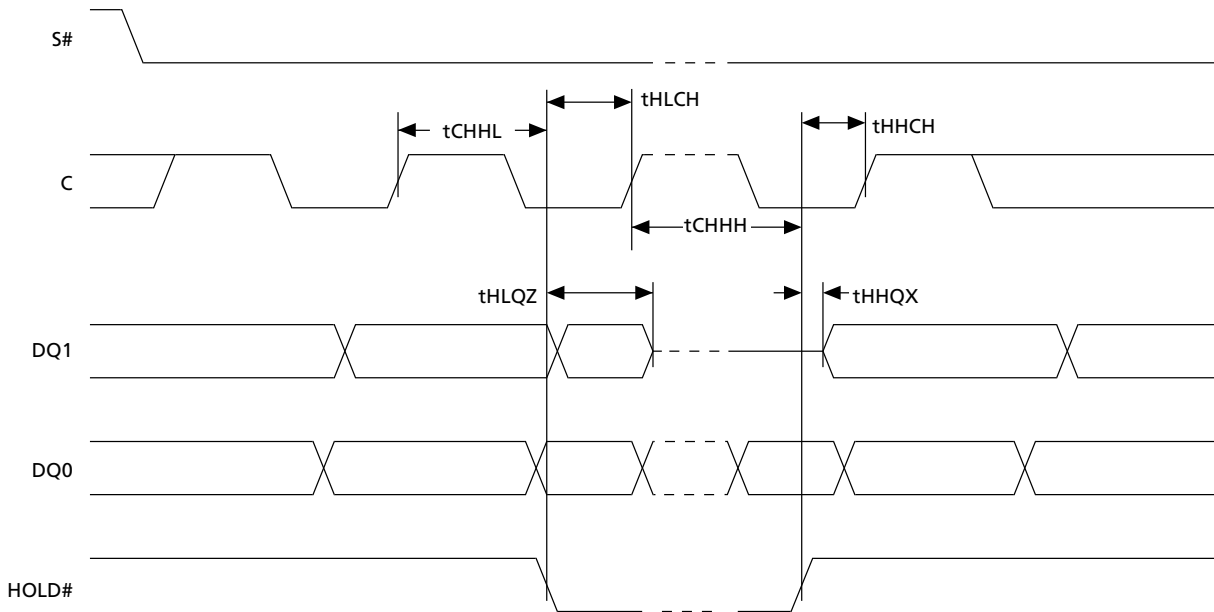 S#
tHLCH
tCHHL
tHHCH
C
tCHHH
tHLQZ
tHHQX
DQ1
DQ0
HOLD#